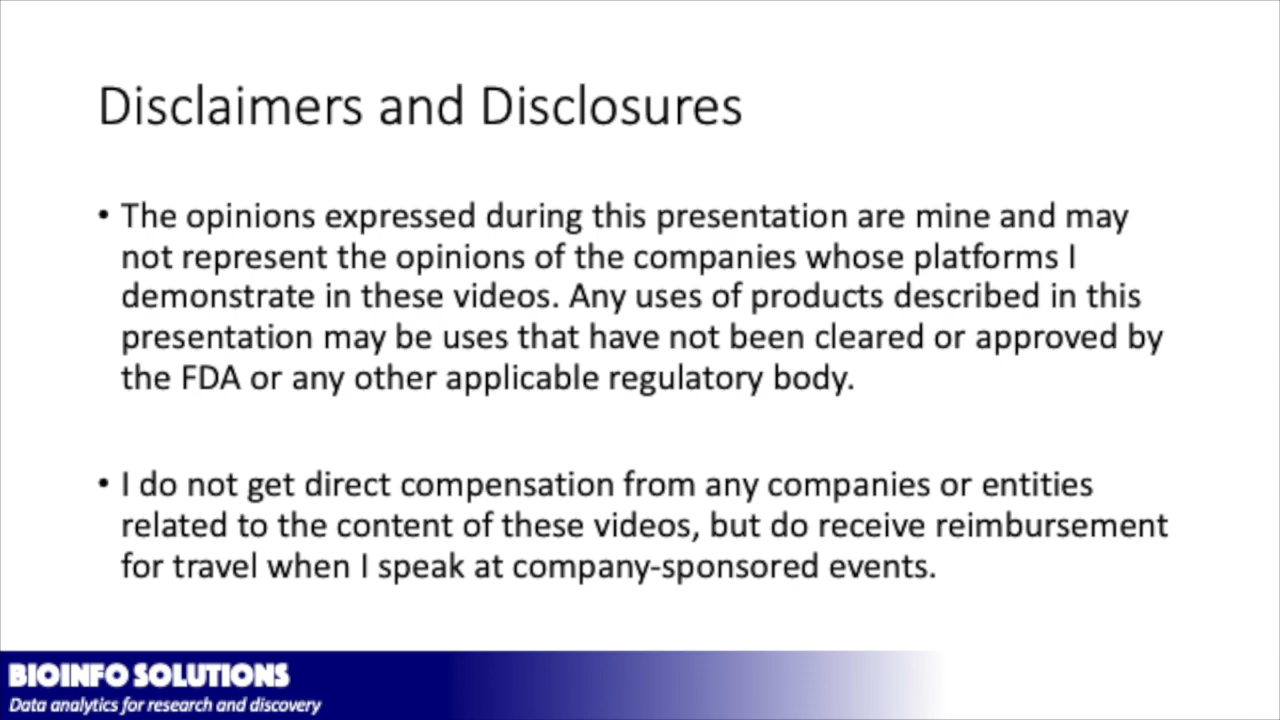 Disclaimers and Disclosures
• The opinions expressed during this presentation are mine and may
not represent the opinions of the companies whose platforms I
demonstrate in these videos. Any uses of products described in this
presentation may be uses that have not been cleared or approved by
the FDA or any other applicable regulatory body.
• I do not get direct compensation from any companies or entities
related to the content of these videos, but do receive reimbursement
for travel when I speak at company-sponsored events.
BIOINFO SOLUTIONS
Data analytics for research and discovery